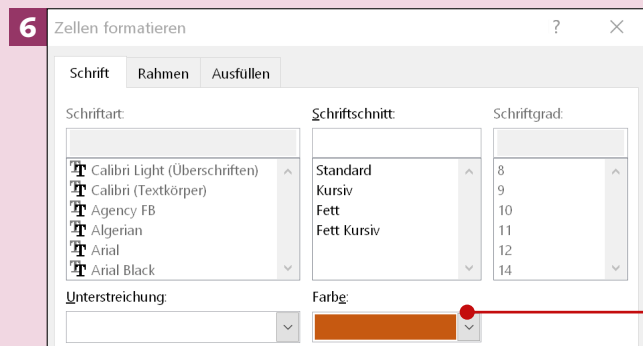 6
Zellen formatieren ?
Schrift Rahmen Ausfüllen
Schriftart: Schriftschnitt: Schriftgrad:
Calibri Light (Überschriften) Standard 8
Calibri (Textkörper) Kursiv 9
Agency FB Fett 10
Algerian Fett Kursiv 11
Arial 12
Arial Black 14
Unterstreichung: Farbe: